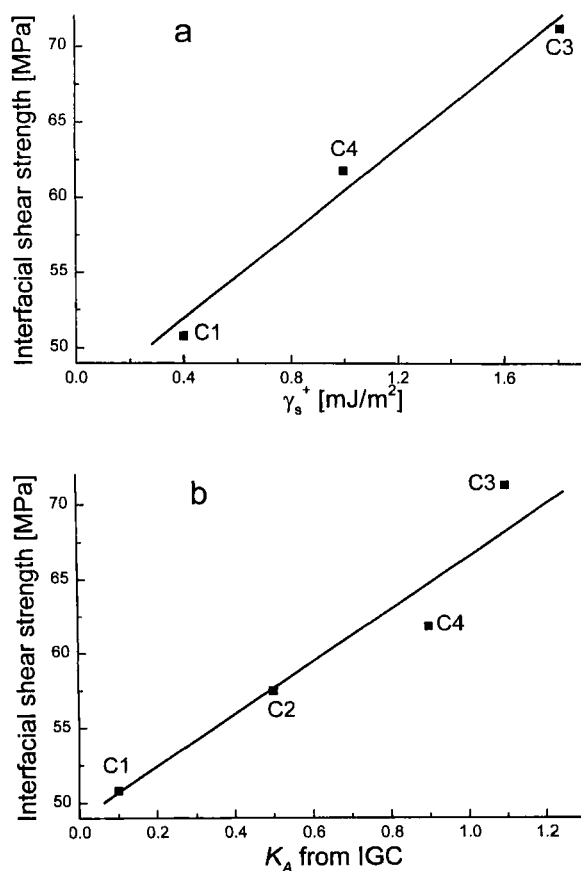 a
Interfacial shear strength [MPa]
70
65
60
55
50
C3
C4
C1
0.0 0.4 0.8 1.2 1.6
γs+ [mJ/m2]
b
Interfacial shear strength [MPa]
70
65
60
55
50
C3
C4
C2
C1
0.0 0.2 0.4 0.6 0.8 1.0 1.2
KA from IGC